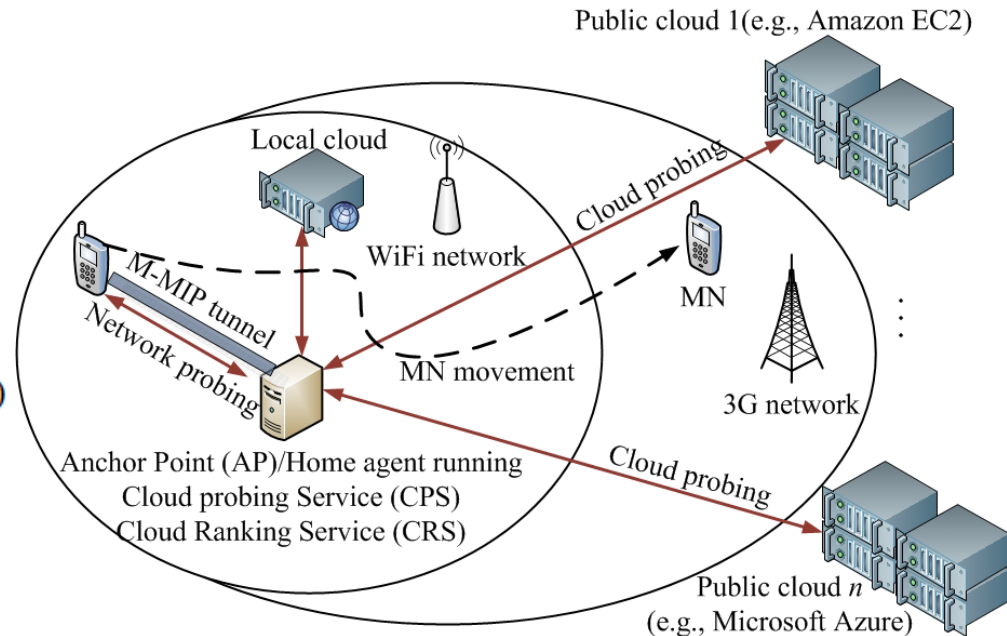 Public cloud 1(e.g., Amazon EC2)
Local cloud
Cloud probing
WiFi network
M-MIP tunnel
MN
Network probing
MN movement
3G network
)
Anchor Point (AP)/Home agent running
Cloud probing Service (CPS)
Cloud Ranking Service (CRS)
Cloud probing
Public cloud n
(e.g., Microsoft Azure)